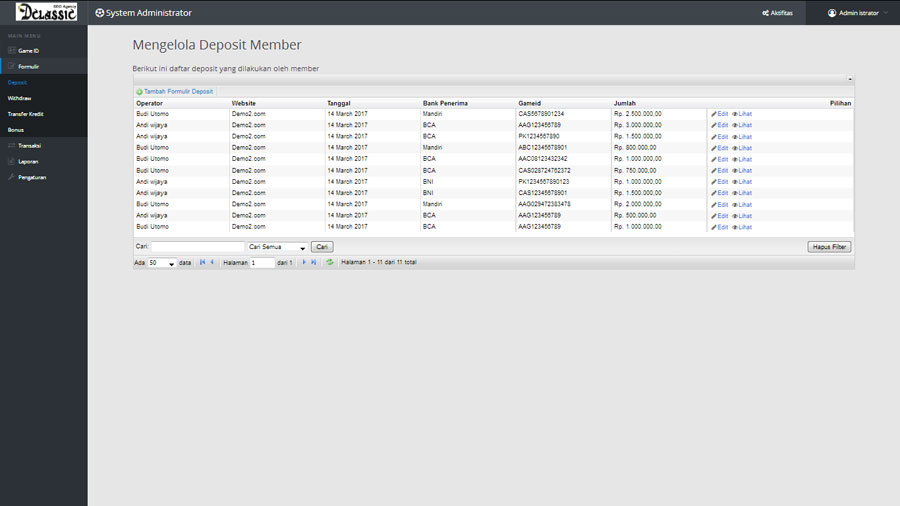 SEO Agency
Dclassic
System Administrator
Aktifitas
Admin istrator
MAIN MENU
Game ID
Formulir
Deposit
Withdraw
Transfer Kredit
Bonus
Transaksi
Laporan
Pengaturan
Mengelola Deposit Member
Berikut ini daftar deposit yang dilakukan oleh member
Tambah Formulir Deposit
Operator Website Tanggal Bank Penerima Gameid Jumlah Pilihan
Budi Utomo Demo2.com 14 March 2017 Mandiri CAS5678901234 Rp. 2.500.000,00 Edit Lihat
Andi wijaya Demo2.com 14 March 2017 BCA AAG123456789 Rp. 3.000.000,00 Edit Lihat
Andi wijaya Demo2.com 14 March 2017 BCA PK1234567890 Rp. 1.500.000,00 Edit Lihat
Budi Utomo Demo2.com 14 March 2017 Mandiri ABC12345678901 Rp. 800.000,00 Edit Lihat
Andi wijaya Demo2.com 14 March 2017 BCA AAC08123432342 Rp. 1.000.000,00 Edit Lihat
Budi Utomo Demo2.com 14 March 2017 BCA CAS028724762372 Rp. 750.000,00 Edit Lihat
Andi wijaya Demo2.com 14 March 2017 BNI PK1234567890123 Rp. 1.000.000,00 Edit Lihat
Andi wijaya Demo2.com 14 March 2017 BNI CAS12345678901 Rp. 1.500.000,00 Edit Lihat
Budi Utomo Demo2.com 14 March 2017 Mandiri AAG029472383478 Rp. 2.000.000,00 Edit Lihat
Andi wijaya Demo2.com 14 March 2017 BCA AAG123456789 Rp. 500.000,00 Edit Lihat
Budi Utomo Demo2.com 14 March 2017 BCA AAG123456789 Rp. 1.000.000,00 Edit Lihat
Cari: Cari Semua Cari Hapus Filter
Ada 50 data Halaman 1 dari 1 Halaman 1 - 11 dari 11 total